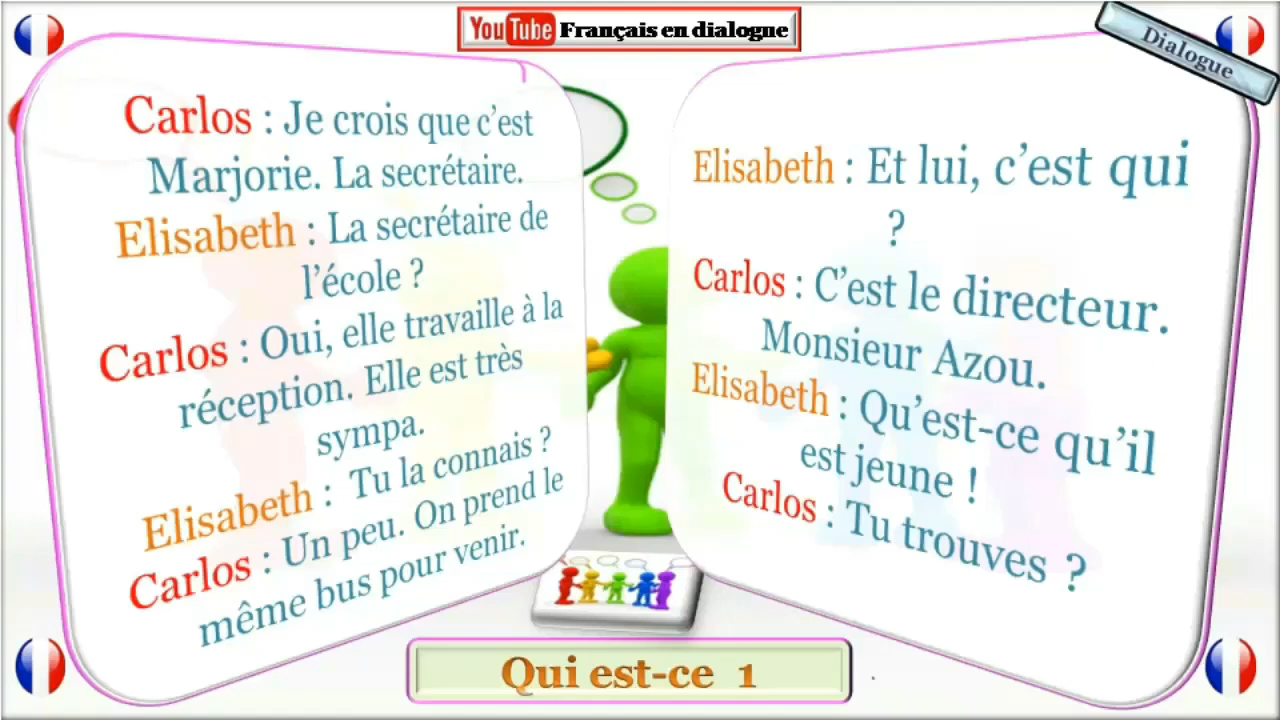 YouTube Français en dialogue
Dialogue
Carlos : Je crois que c'est
Marjorie. La secrétaire.
Elisabeth : La secrétaire de
l'école ?
Carlos : Oui, elle travaille à la
réception. Elle est très
sympa.
Elisabeth : Tu la connais ?
Carlos : Un peu. On prend le
même bus pour venir.
Elisabeth : Et lui, c'est qui
?
Carlos : C'est le directeur.
Monsieur Azou.
Elisabeth : Qu'est-ce qu'il
est jeune !
Carlos : Tu trouves ?
Qui est-ce 1